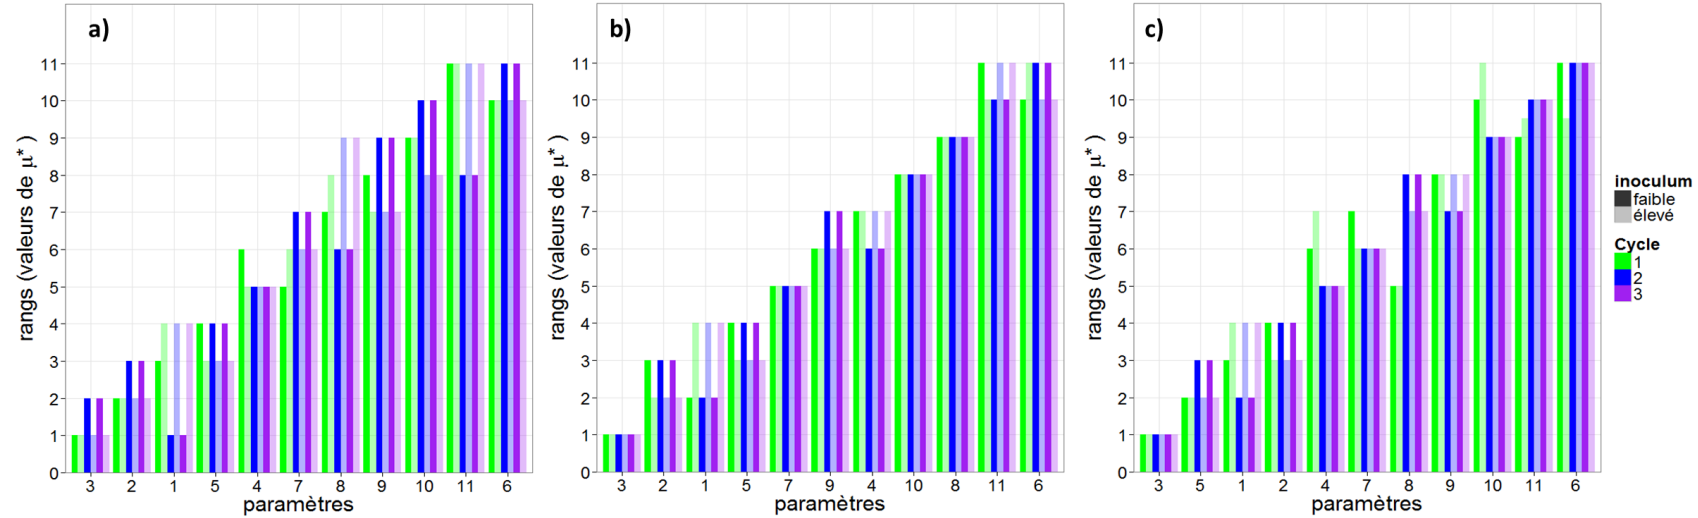 a)
rangs (valeurs de μ* )
11
10
9
8
7
6
5
4
3
2
1
0
3 2 1 5 4 7 8 9 10 11 6
paramètres
b)
rangs (valeurs de μ* )
11
10
9
8
7
6
5
4
3
2
1
0
3 2 1 5 7 9 4 10 8 11 6
paramètres
c)
rangs (valeurs de μ* )
11
10
9
8
7
6
5
4
3
2
1
0
3 5 1 2 4 7 8 9 10 11 6
paramètres
inoculum
faible
élevé
Cycle
1
2
3